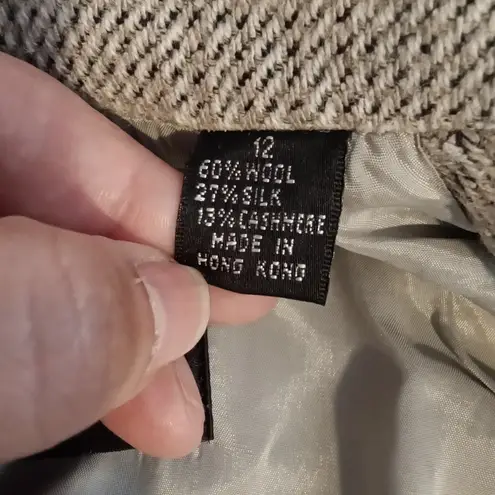 12
60% WOOL
27% SILK
13% CASHMERE
MADE IN
HONG KONG